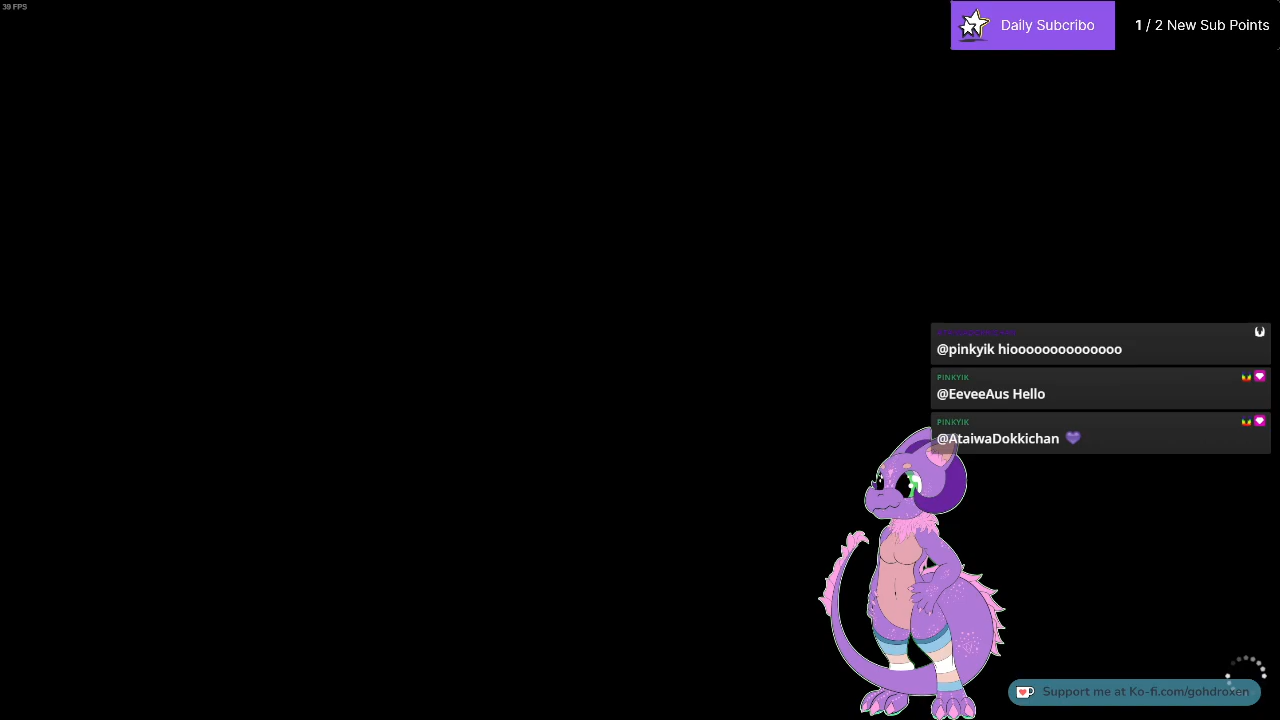 39 FPS
Daily Subcribo
1 / 2 New Sub Points
@pinkyik hioooooooooooooo
PINKYIK
@EeveeAus Hello
PINKYIK
@AtaiwaDokkichan 💜
Support me at Ko-fi.com/gohdroxen